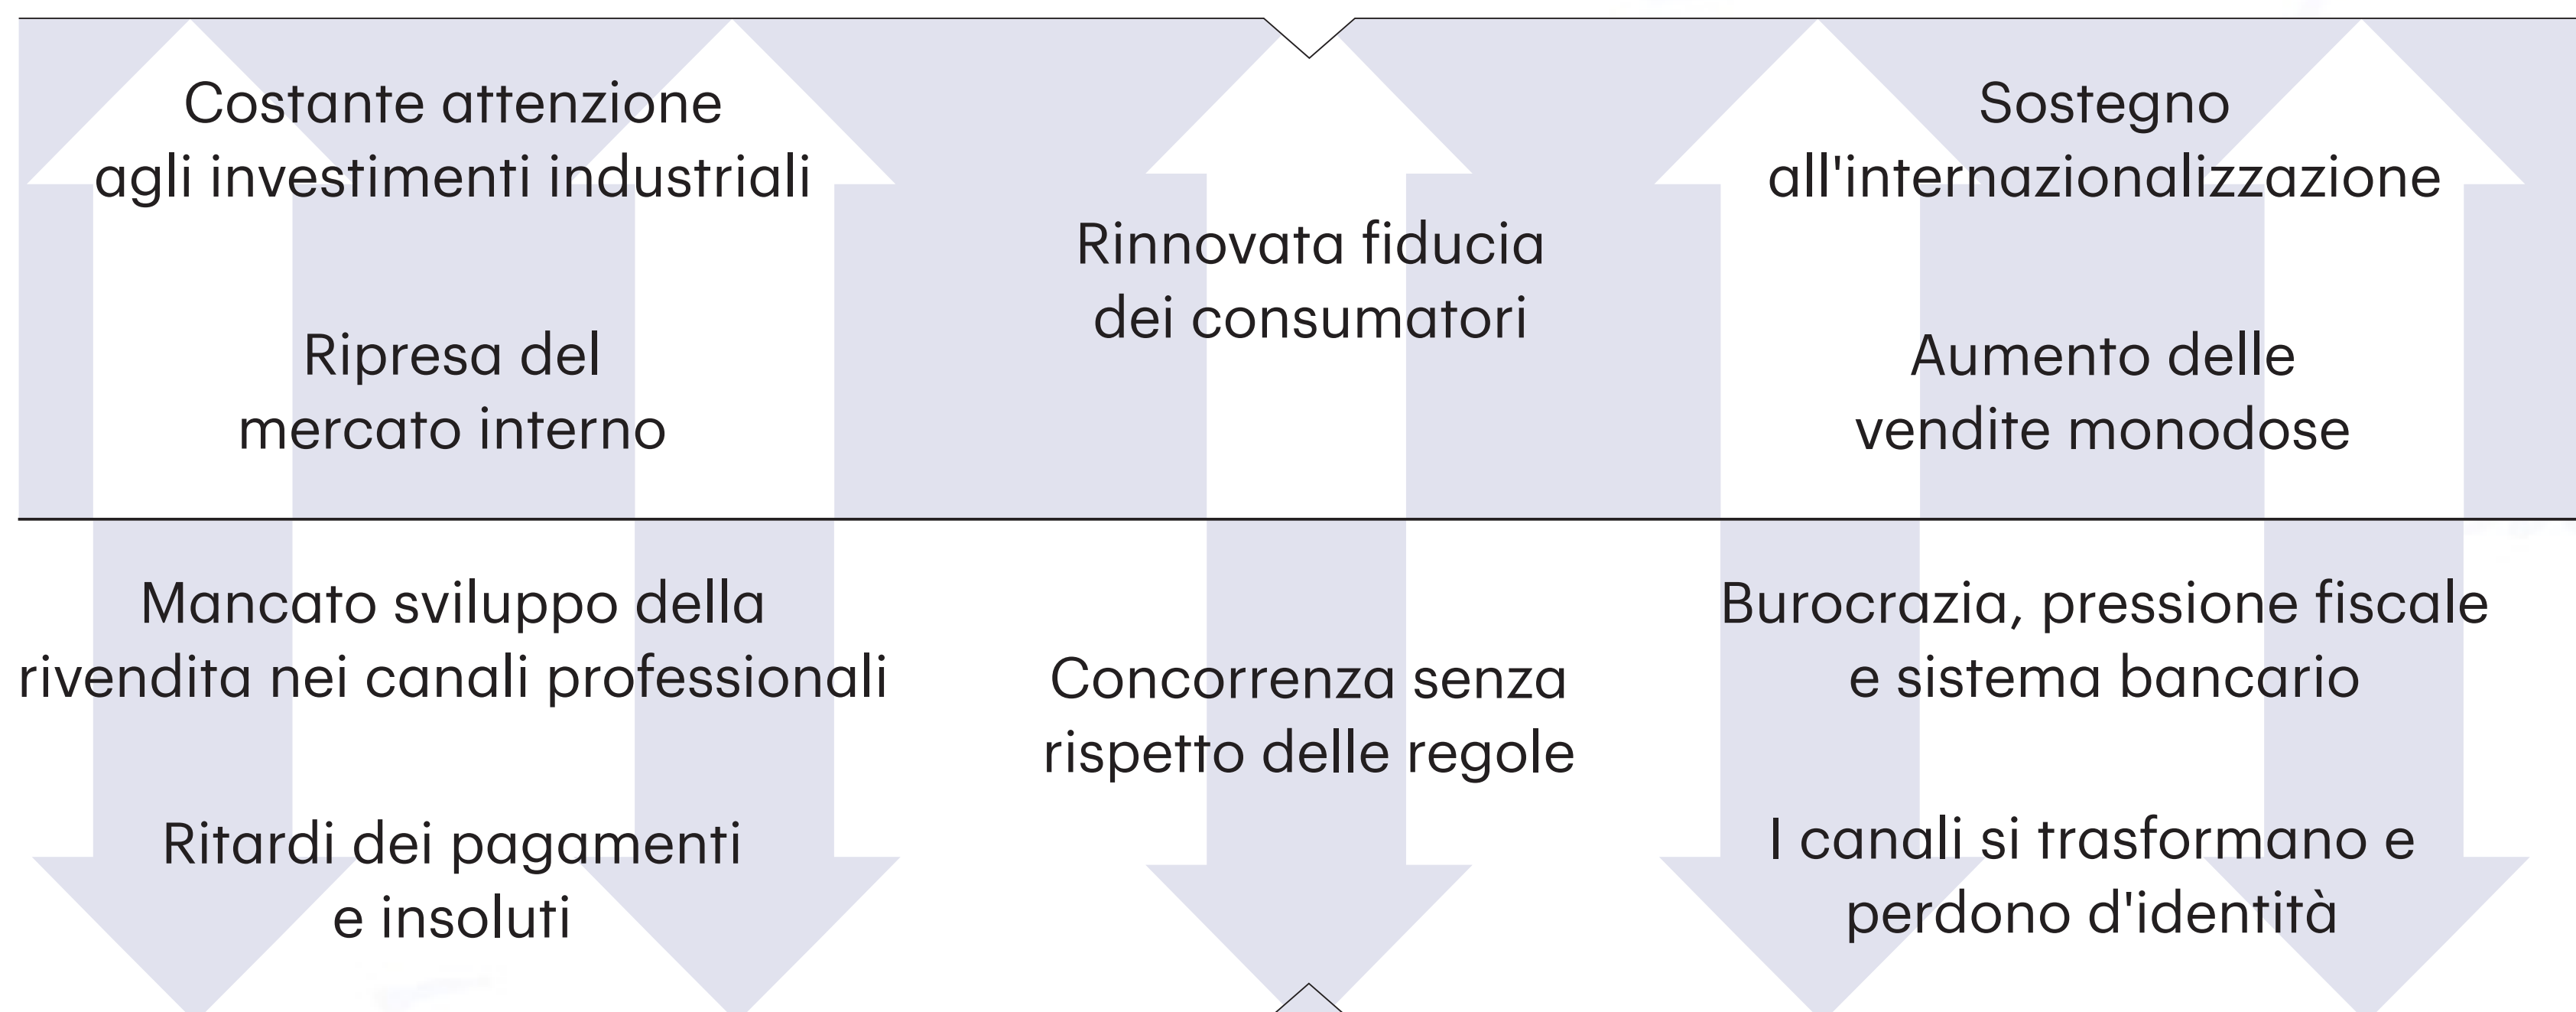 Costante attenzione
agli investimenti industriali
Ripresa del
mercato interno
Rinnovata fiducia
dei consumatori
Sostegno
all'internazionalizzazione
Aumento delle
vendite monodose
Mancato sviluppo della
rivendita nei canali professionali
Ritardi dei pagamenti
e insoluti
Concorrenza senza
rispetto delle regole
Burocrazia, pressione fiscale
e sistema bancario
I canali si trasformano e
perdono d'identità